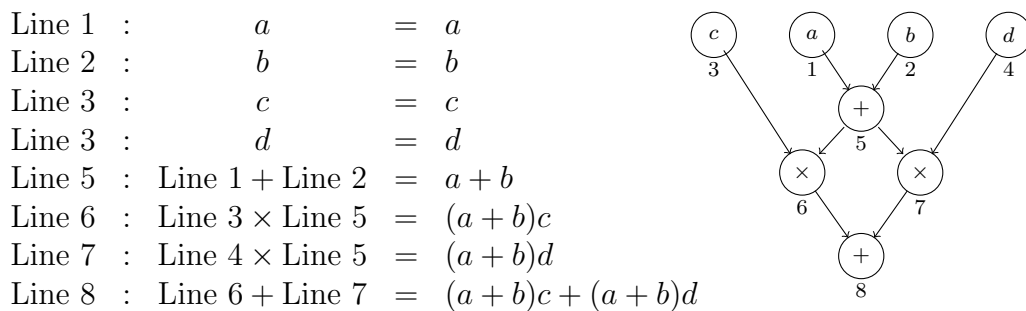 Line 1 : a = a
Line 2 : b = b
Line 3 : c = c
Line 3 : d = d
Line 5 : Line 1 + Line 2 = a + b
Line 6 : Line 3 × Line 5 = (a + b)c
Line 7 : Line 4 × Line 5 = (a + b)d
Line 8 : Line 6 + Line 7 = (a + b)c + (a + b)d
c a b d
3 1 2 4
+
5
× ×
6 7
+
8